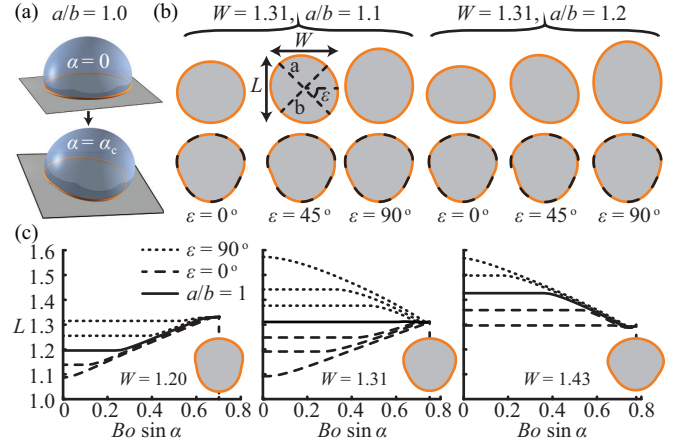 (a) a/b = 1.0
α = 0
α = αc
(b) W = 1.31, a/b = 1.1 W = 1.31, a/b = 1.2
W
L
a
b
ε
ε = 0° ε = 45° ε = 90° ε = 0° ε = 45° ε = 90°
(c)
1.6
1.5
1.4
L 1.3
1.2
1.1
1.0
ε = 90°
ε = 0°
a/b = 1
W = 1.20 W = 1.31 W = 1.43
0 0.2 0.4 0.6 0.8 0 0.2 0.4 0.6 0.8 0 0.2 0.4 0.6 0.8
Bo sin α Bo sin α Bo sin α